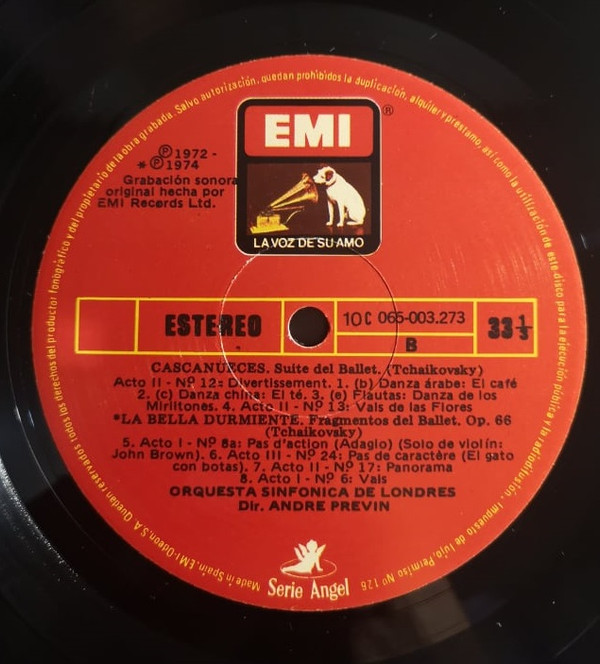 Salvo autorización, quedan prohibidos la duplicación, alquiler y prestamo, asi como la utilización de este disco para la ejecución pública y la radiodifusión. Impuesto de lujo, Permiso Nº 126
Made in Spain, EMI-Odeon, S.A. Quedan reservados todos los derechos del productor fonográfico y del propietario de la obra grabada.
EMI
®
LA VOZ DE SU AMO
℗ 1972 -
* ℗ 1974
Grabación sonora
original hecha por
EMI Records Ltd.
ESTEREO
10C 065-003.273
B
33 1/3
CASCANUECES. Suite del Ballet. (Tchaikovsky)
Acto II - Nº 12: Divertissement. 1. (b) Danza árabe: El café
2. (c) Danza china: El té. 3. (e) Flautas: Danza de los
Mirlitones. 4. Acto II - Nº 13: Vals de las Flores
*LA BELLA DURMIENTE. Fragmentos del Ballet, Op. 66
(Tchaikovsky)
5. Acto I - Nº 8a: Pas d'action (Adagio) (Solo de violín:
John Brown). 6. Acto III - Nº 24: Pas de caractère (El gato
con botas). 7. Acto II - Nº 17: Panorama
8. Acto I - Nº 6: Vals
ORQUESTA SINFONICA DE LONDRES
Dir. ANDRE PREVIN
Serie Angel